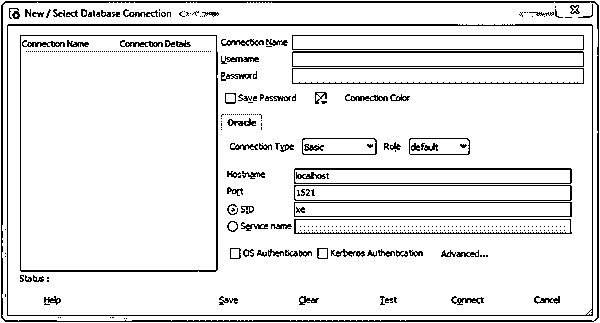 New / Select Database Connection
Connection Name Connection Details
Connection Name
Username
Password
Save Password Connection Color
Oracle
Connection Type Basic Role default
Hostname localhost
Port 1521
SID xe
Service name
OS Authentication Kerberos Authentication Advanced...
Status :
Help Save Clear Test Connect Cancel